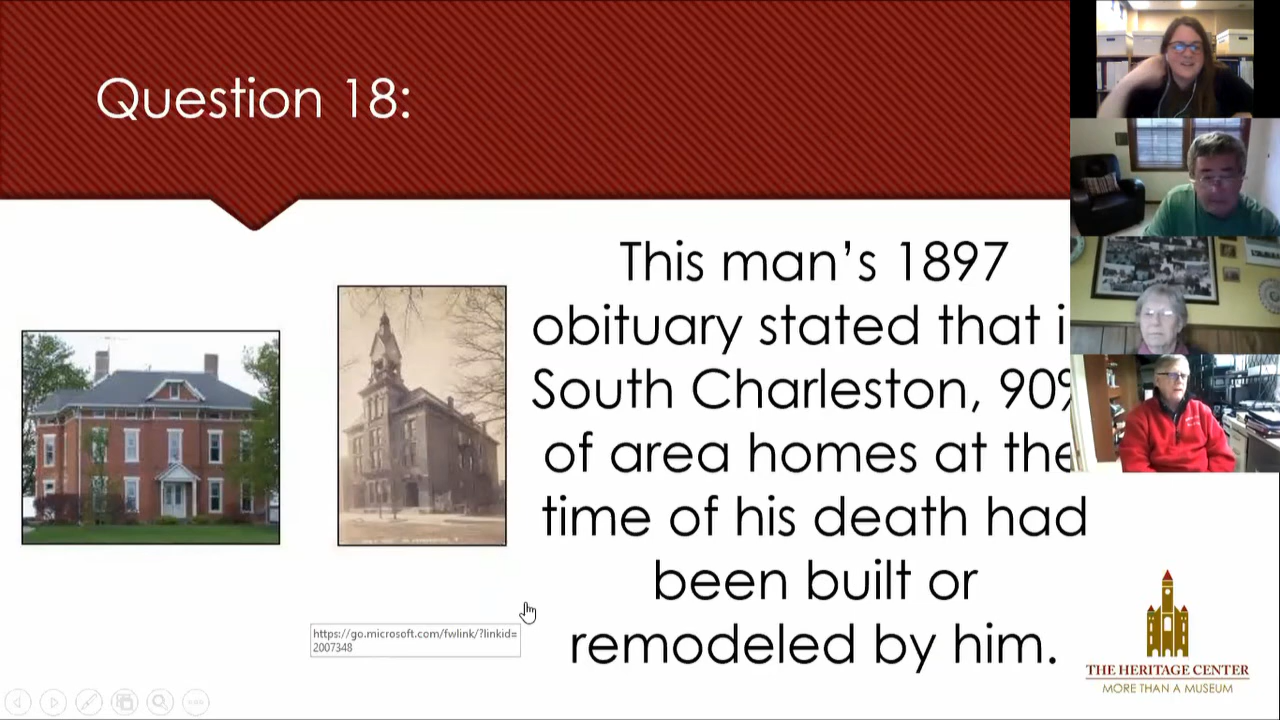 Question 18:
This man's 1897
obituary stated that i
South Charleston, 90%
of area homes at the
time of his death had
been built or
remodeled by him.
https://go.microsoft.com/fwlink/?linkid=
2007348
THE HERITAGE CENTER
MORE THAN A MUSEUM